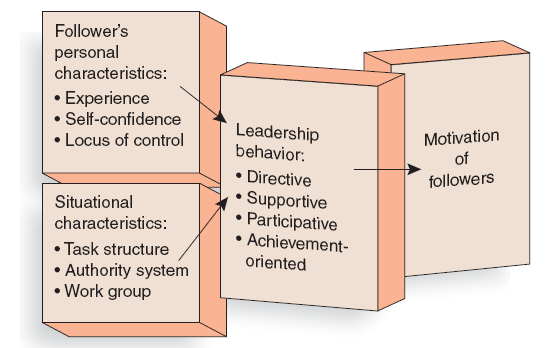 Follower's
personal
characteristics:
• Experience
• Self-confidence
• Locus of control
Situational
characteristics:
• Task structure
• Authority system
• Work group
Leadership
behavior:
• Directive
• Supportive
• Participative
• Achievement-
oriented
Motivation
of
followers